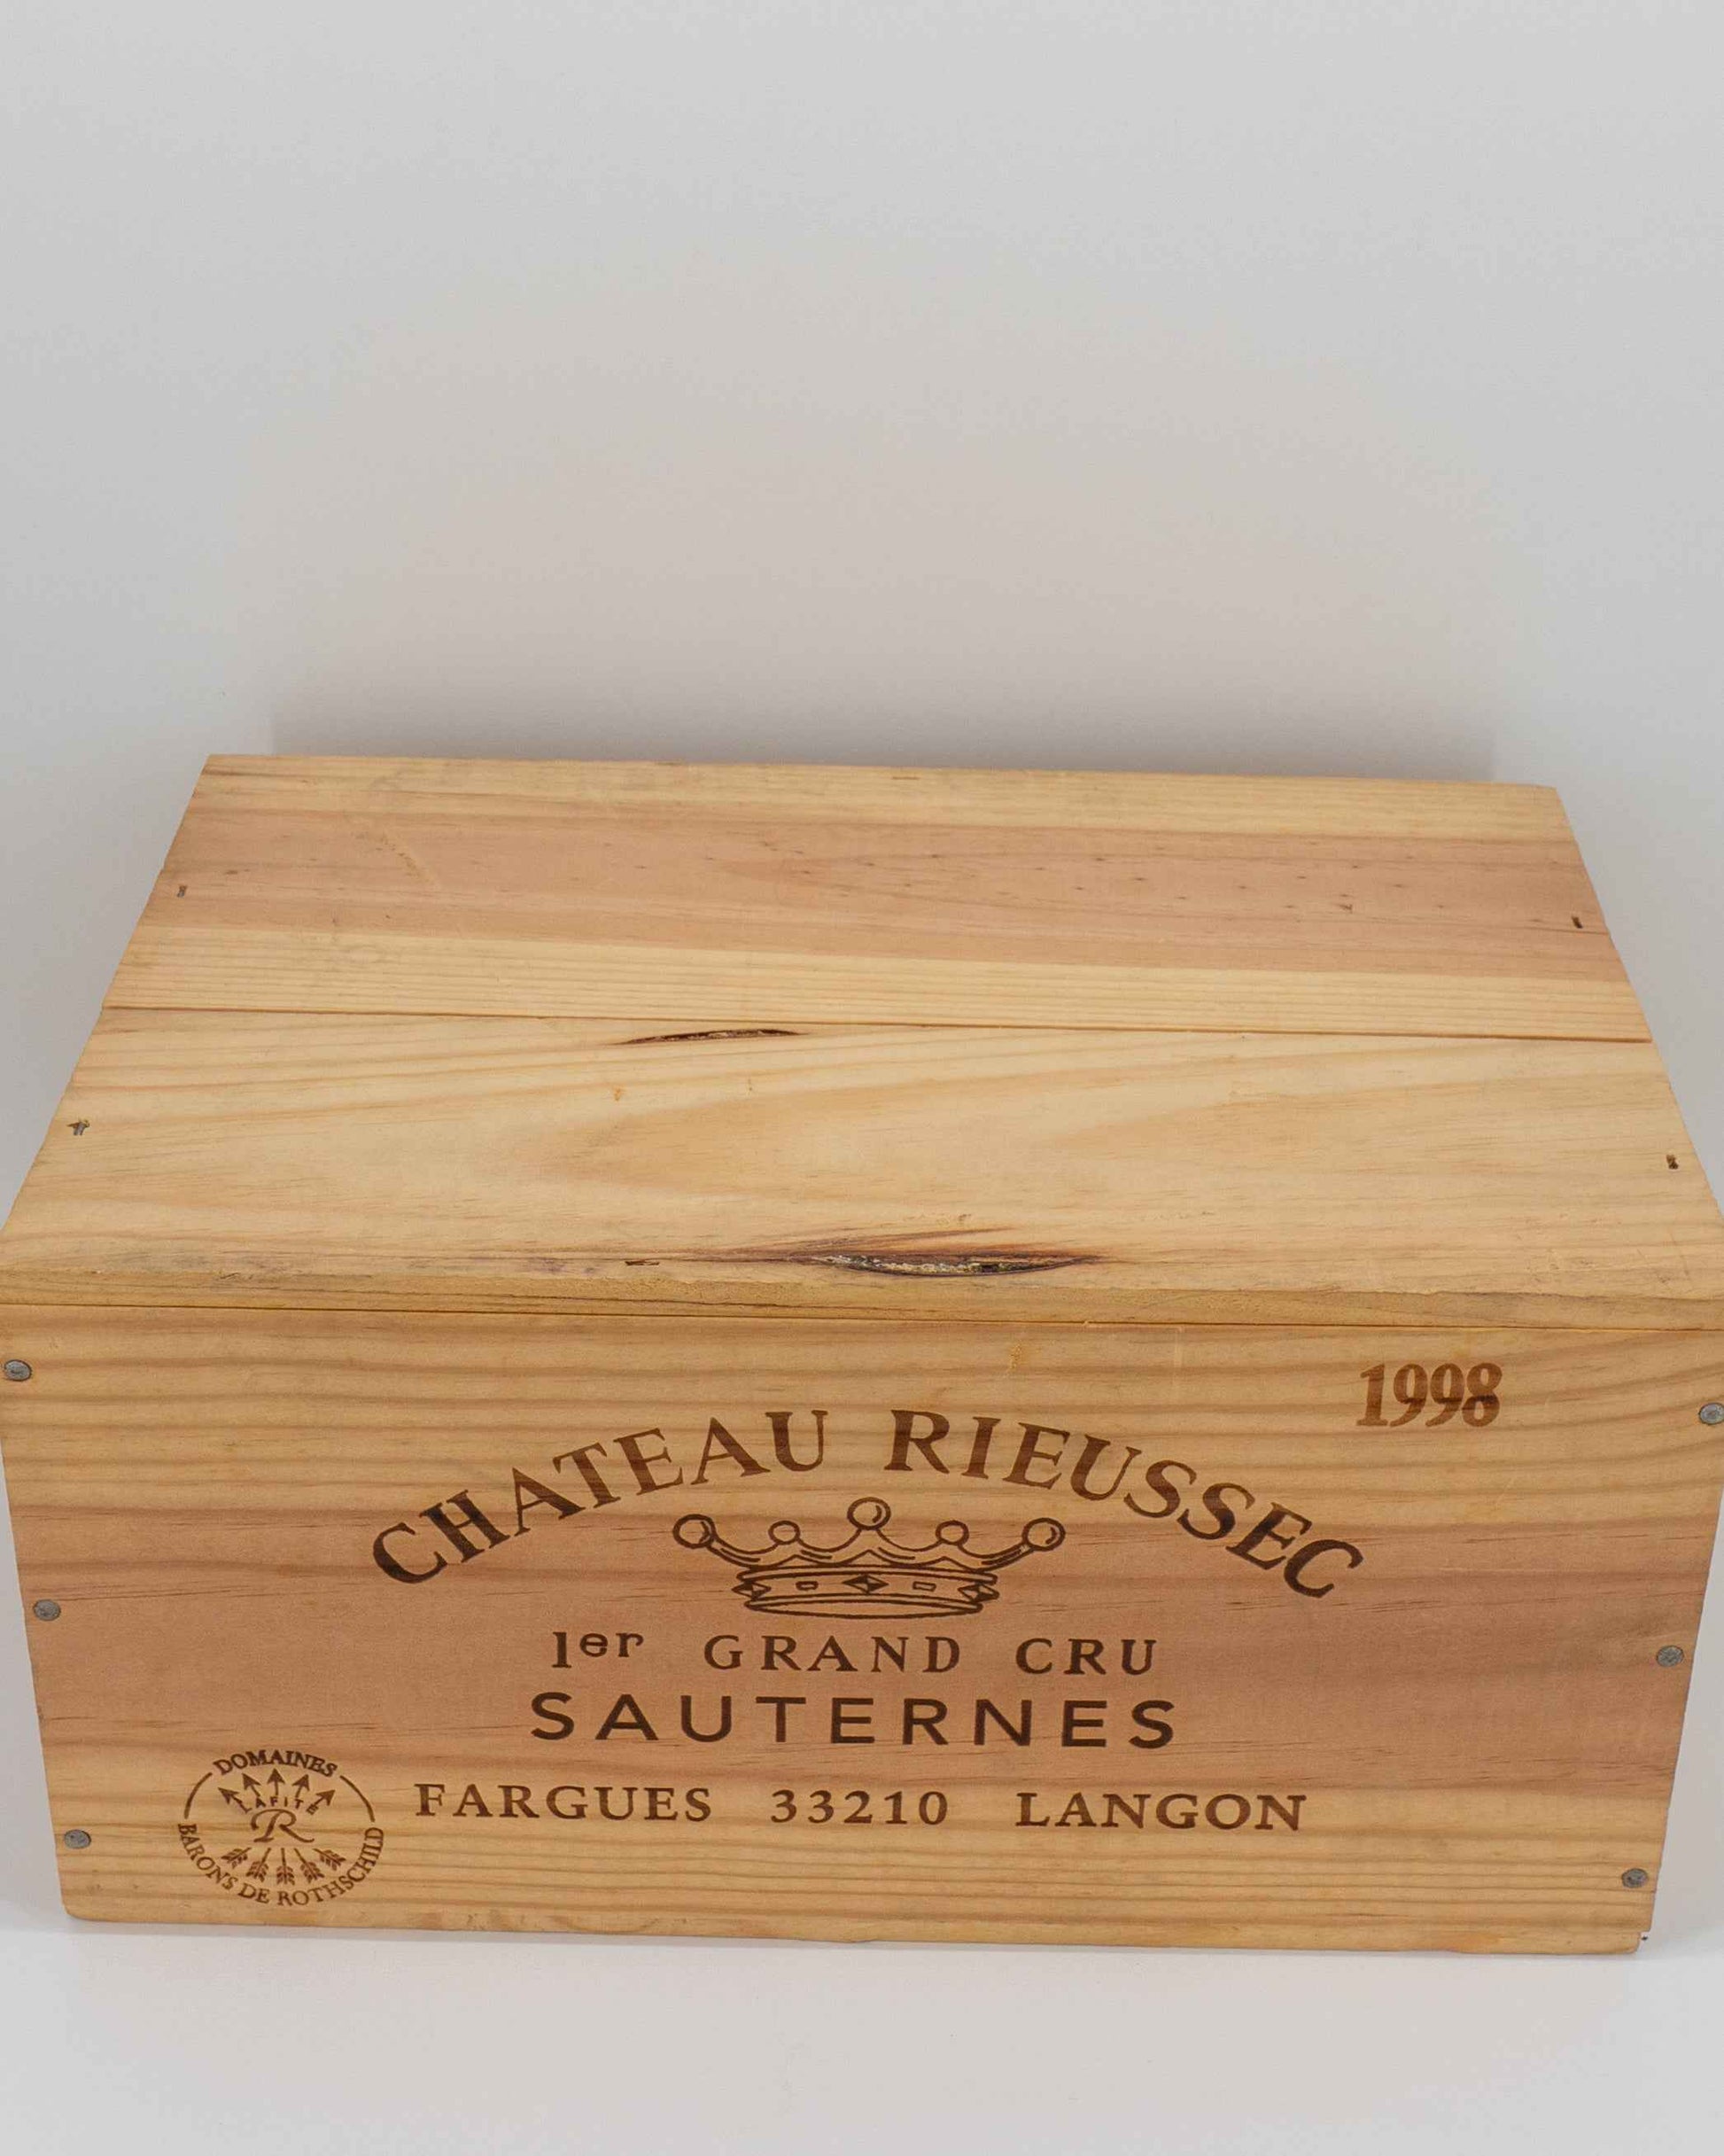 1998
CHATEAU RIEUSSEC
1er GRAND CRU
SAUTERNES
FARGUES 33210 LANGON
DOMAINES
LAFITE
R
BARONS DE ROTHSCHILD